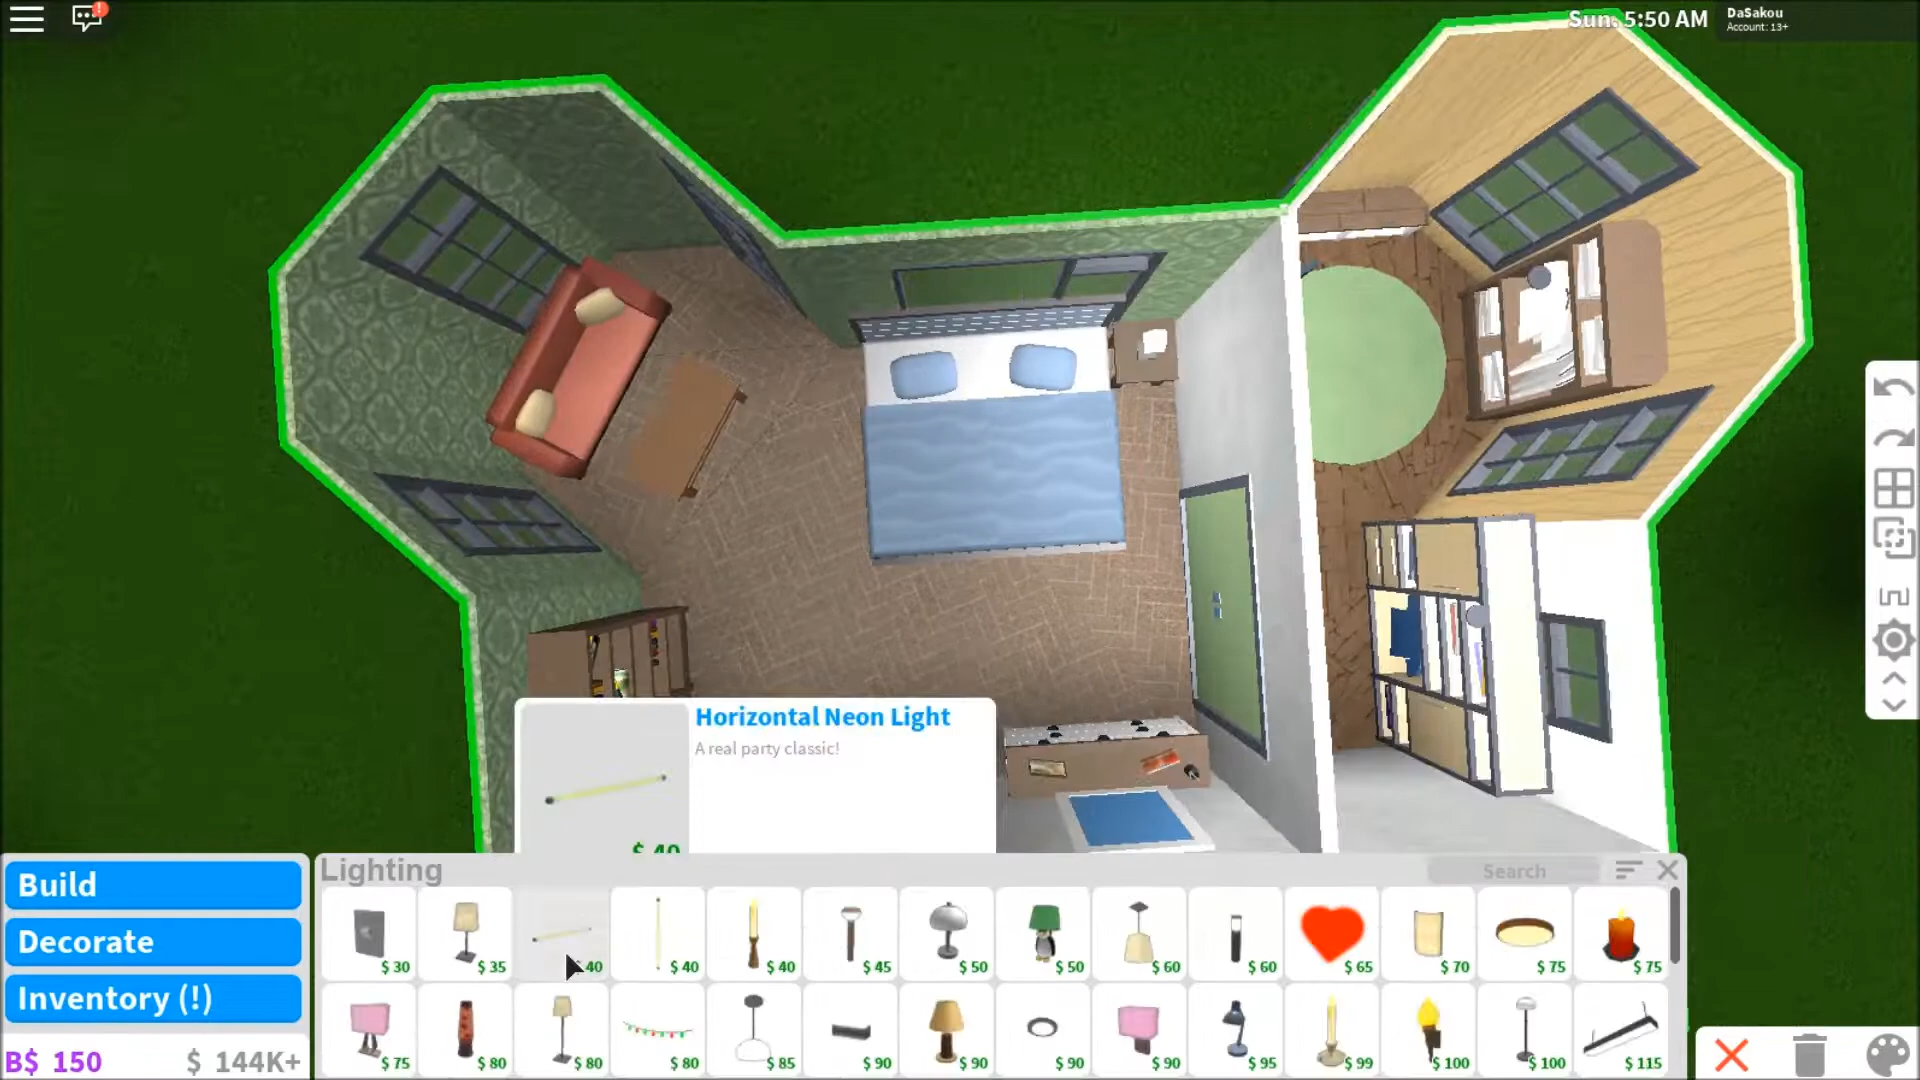 Sun. 5:50 AM
DaSakou
Account: 13+
Horizontal Neon Light
A real party classic!
$ 40
Lighting
Search
Build
Decorate
Inventory (!)
B$ 150
$ 144K+
$ 30
$ 35
40
$ 40
$ 40
$ 45
$ 50
$ 50
$ 60
$ 60
$ 65
$ 70
$ 75
$ 75
$ 75
$ 80
$ 80
$ 80
$ 85
$ 90
$ 90
$ 90
$ 90
$ 95
$ 99
$ 100
$ 100
$ 115